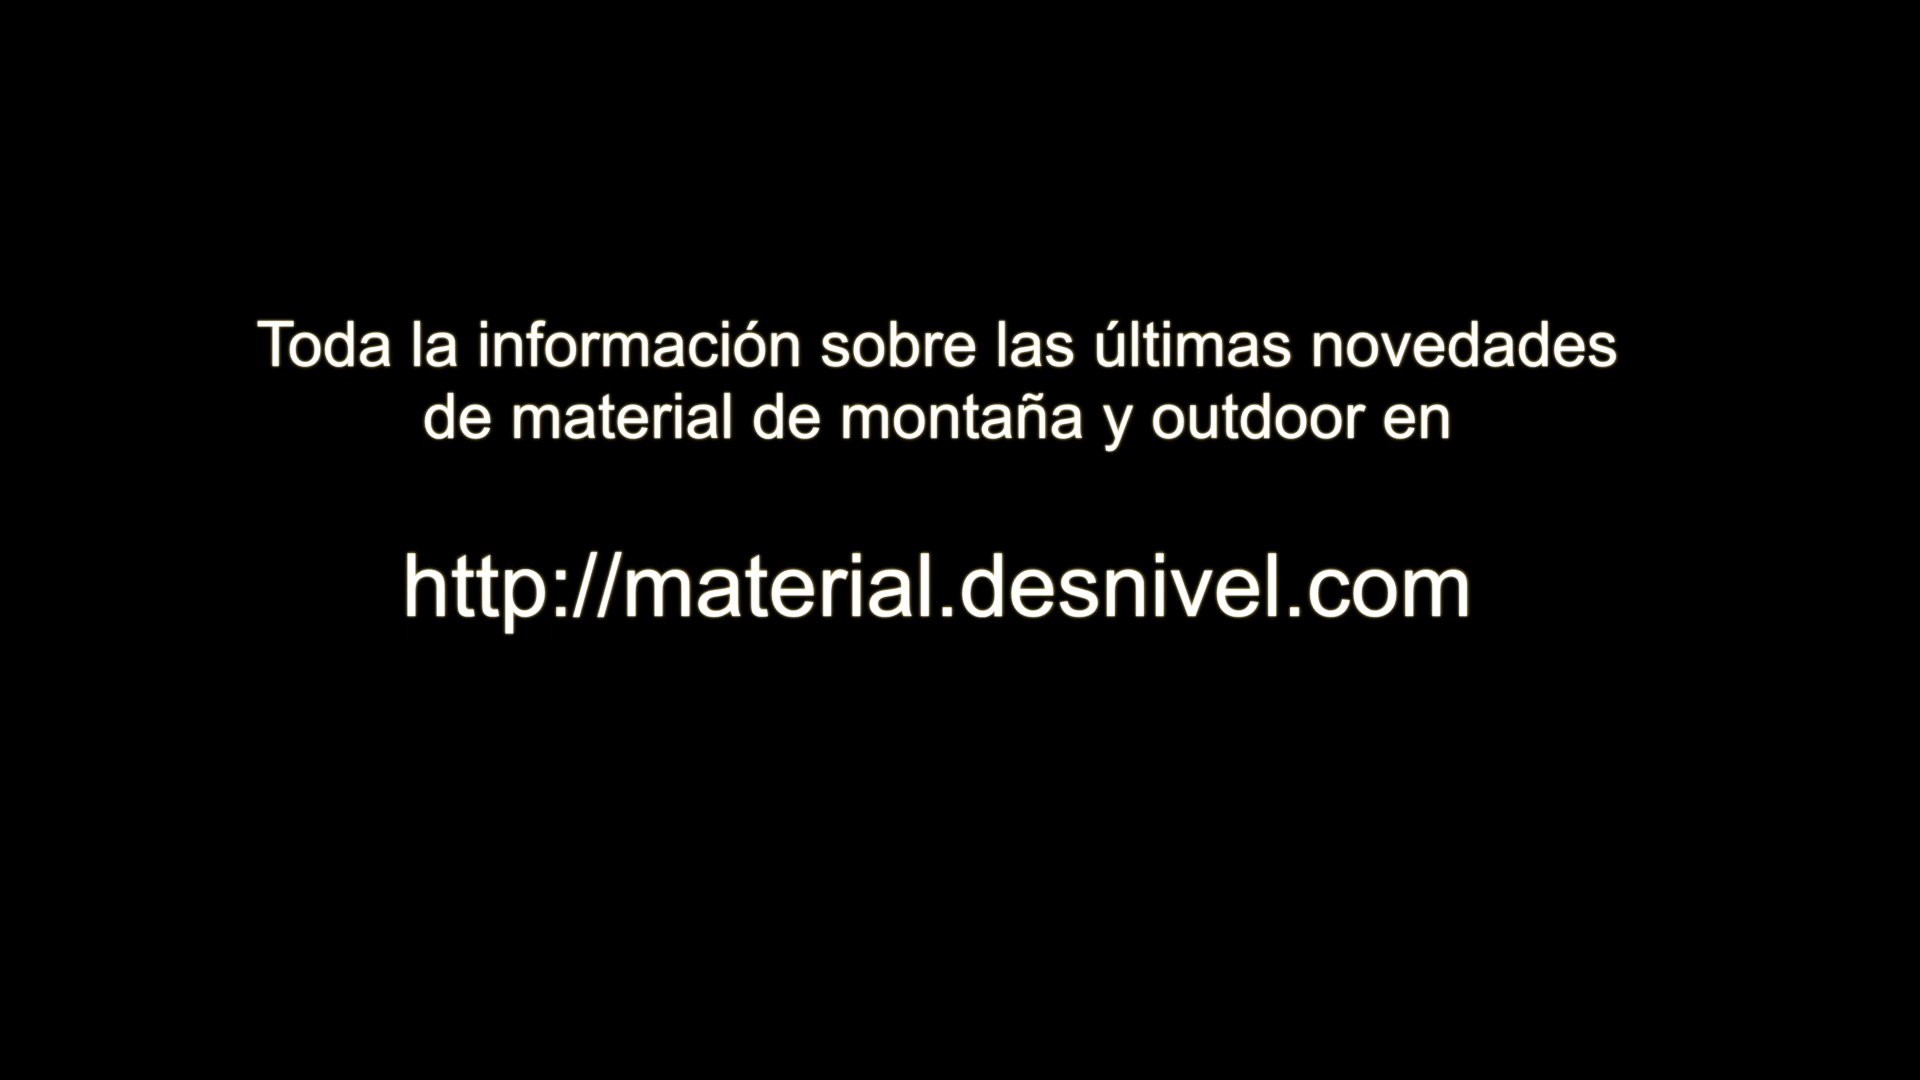 Toda la información sobre las últimas novedades
de material de montaña y outdoor en
http://material.desnivel.com